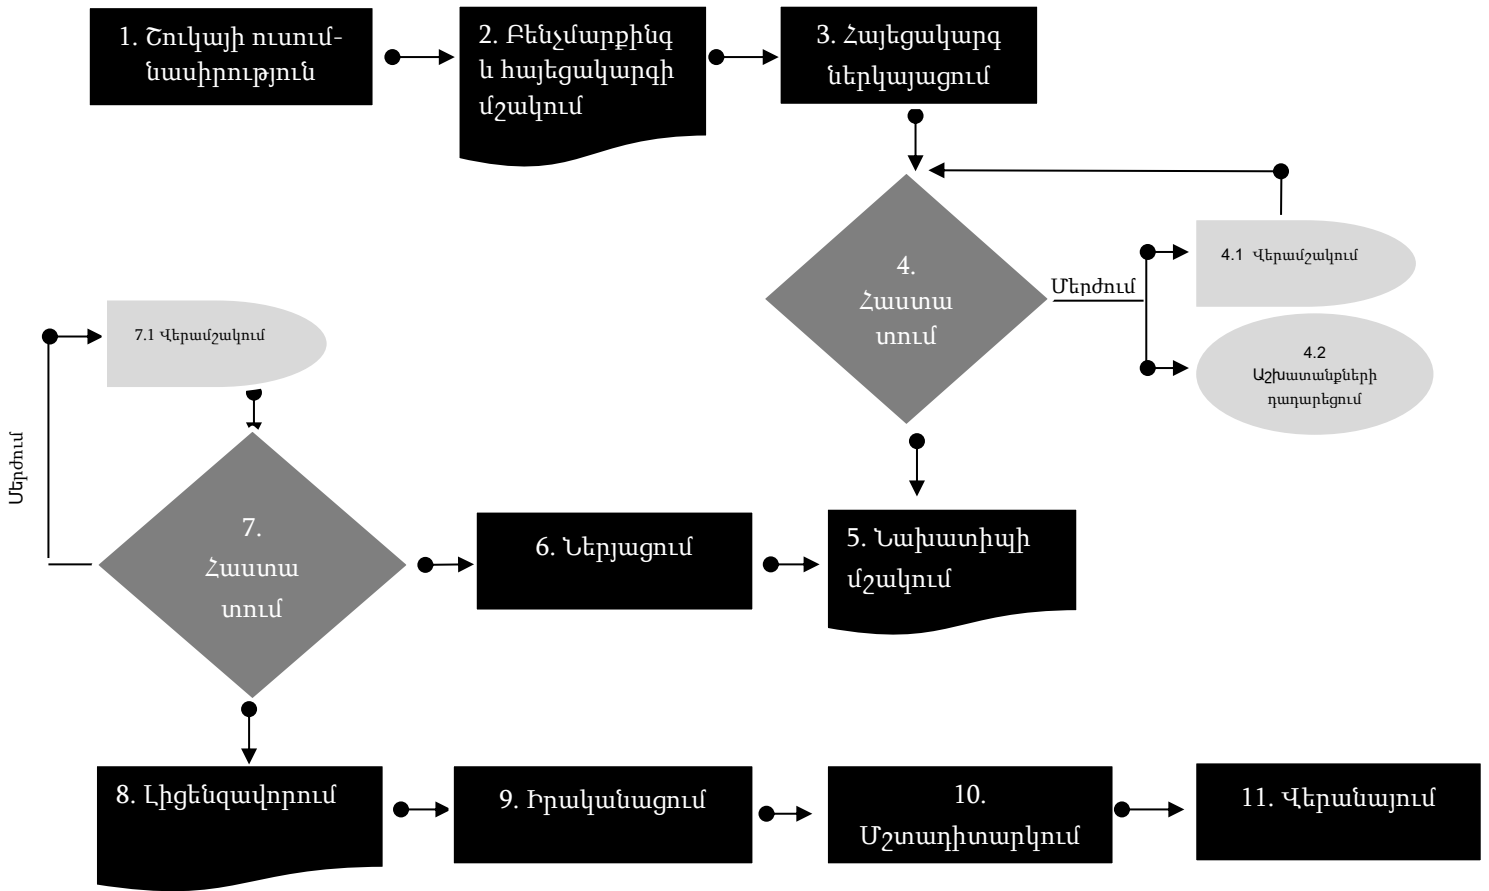 1. Շուկայի ուսում-
նասիրություն
2. Բենչմարքինգ
և հայեցակարգի
մշակում
3. Հայեցակարգ
ներկայացում
4.
Հաստա
տում
Մերժում
4.1 Վերամշակում
4.2
Աշխատանքների
դադարեցում
7.1 Վերամշակում
Մերժում
7.
Հաստա
տում
6. Ներյացում
5. Նախատիպի
մշակում
8. Լիցենզավորում
9. Իրականացում
10.
Մշտադիտարկում
11. Վերանայում